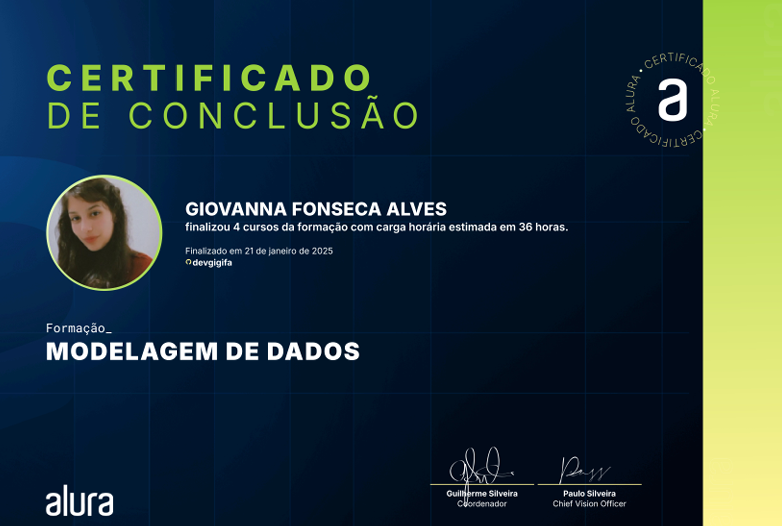 CERTIFICADO
DE CONCLUSÃO
CERTIFICADO ALURA • CERTIFICADO ALURA •
a
GIOVANNA FONSECA ALVES
finalizou 4 cursos da formação com carga horária estimada em 36 horas.
Finalizado em 21 de janeiro de 2025
devgigifa
Formação_
MODELAGEM DE DADOS
Guilherme Silveira
Coordenador
Paulo Silveira
Chief Vision Officer
alura